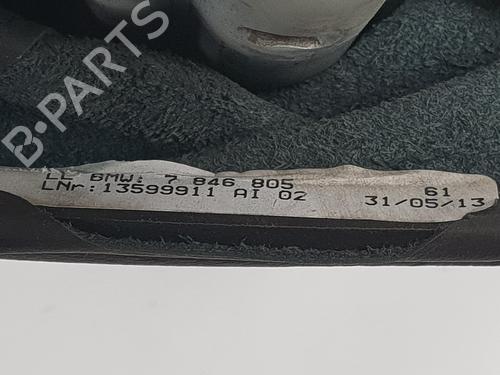 B-PARTS
LL BMW: 7 846 805
LNr: 13599911 AI 02
61
31/05/13